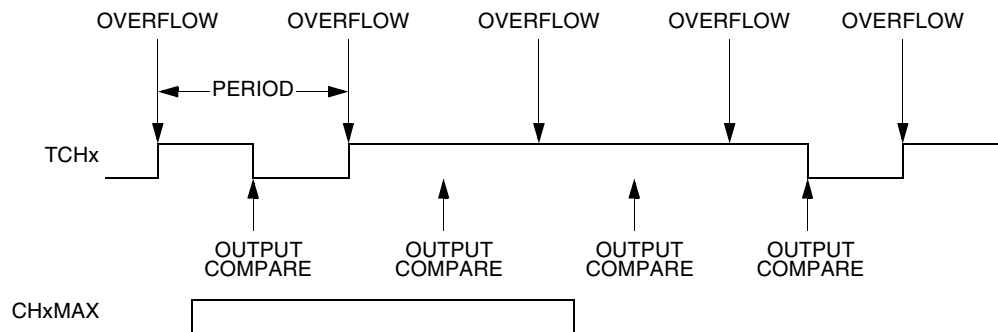 OVERFLOW OVERFLOW OVERFLOW OVERFLOW OVERFLOW
PERIOD
TCHx
OUTPUT COMPARE
OUTPUT COMPARE
OUTPUT COMPARE
OUTPUT COMPARE
CHxMAX